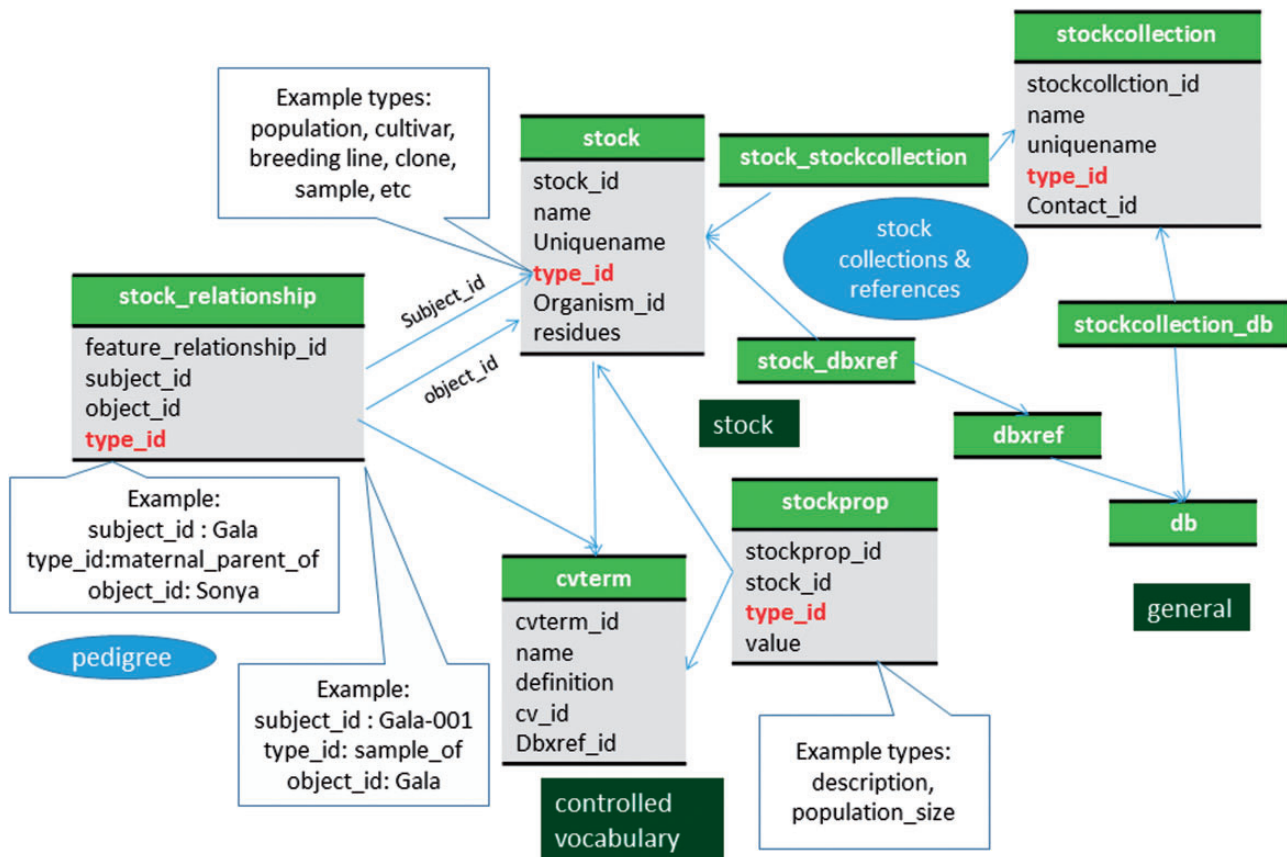 stockcollection
stockcollction_id
name
uniquename
type_id
Contact_id
Example types:
population, cultivar,
breeding line, clone,
sample, etc
stock
stock_id
name
Uniquename
type_id
Organism_id
residues
stock_stockcollection
stock
collections &
references
stock_relationship
feature_relationship_id
subject_id
object_id
type_id
Subject_id
object_id
stockcollection_db
stock_dbxref
stock
dbxref
db
general
Example:
subject_id : Gala
type_id:maternal_parent_of
object_id: Sonya
pedigree
Example:
subject_id : Gala-001
type_id: sample_of
object_id: Gala
cvterm
cvterm_id
name
definition
cv_id
Dbxref_id
controlled
vocabulary
stockprop
stockprop_id
stock_id
type_id
value
Example types:
description,
population_size